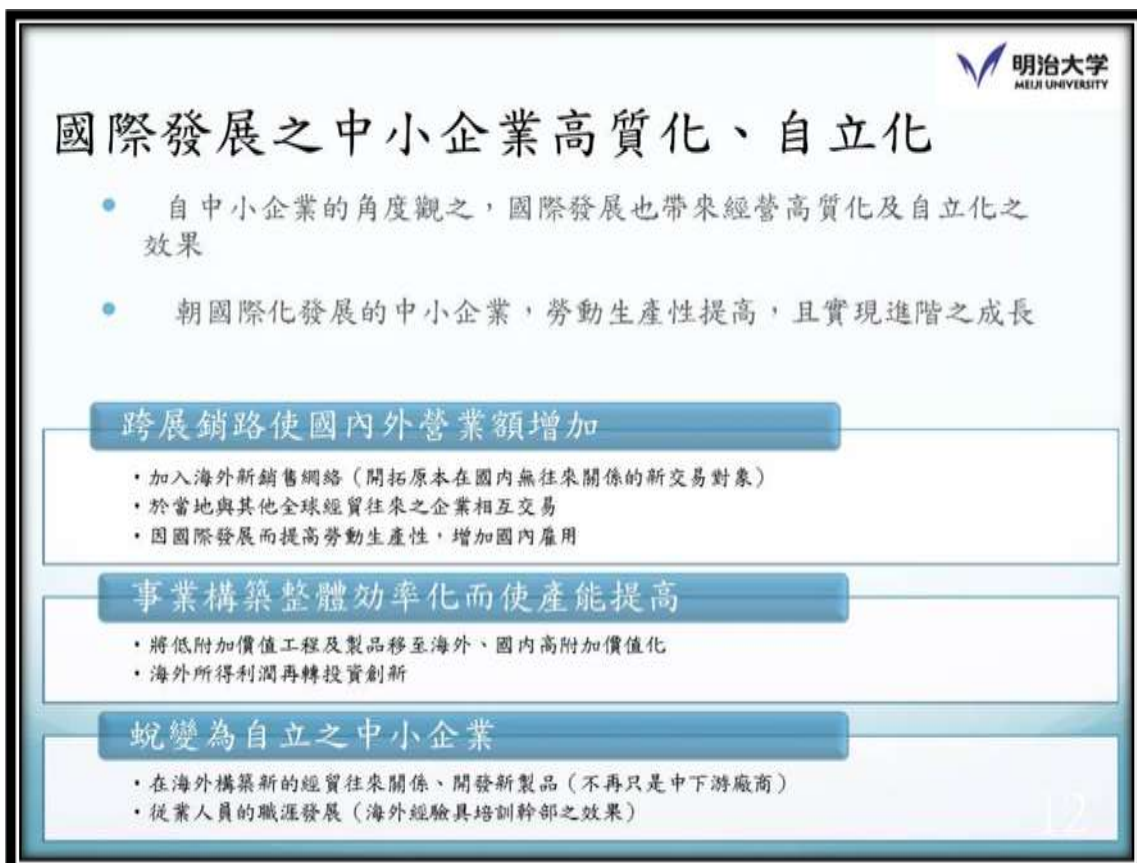 明治大学
MEIJI UNIVERSITY
國際發展之中小企業高質化、自立化
• 自中小企業的角度觀之，國際發展也帶來經營高質化及自立化之
效果
• 朝國際化發展的中小企業，勞動生產性提高，且實現進階之成長
跨展銷路使國內外營業額增加
・加入海外新銷售網絡（開拓原本在國內無往來關係的新交易對象）
・於當地與其他全球經貿往來之企業相互交易
・因國際發展而提高勞動生產性，增加國內雇用
事業構築整體効率化而使產能提高
・將低附加價值工程及製品移至海外、國內高附加價值化
・海外所得利潤再轉投資創新
蛻變為自立之中小企業
・在海外構築新的經貿往來關係、開發新製品（不再只是中下游廠商）
・從業人員的職涯發展（海外經驗具培訓幹部之效果）
12